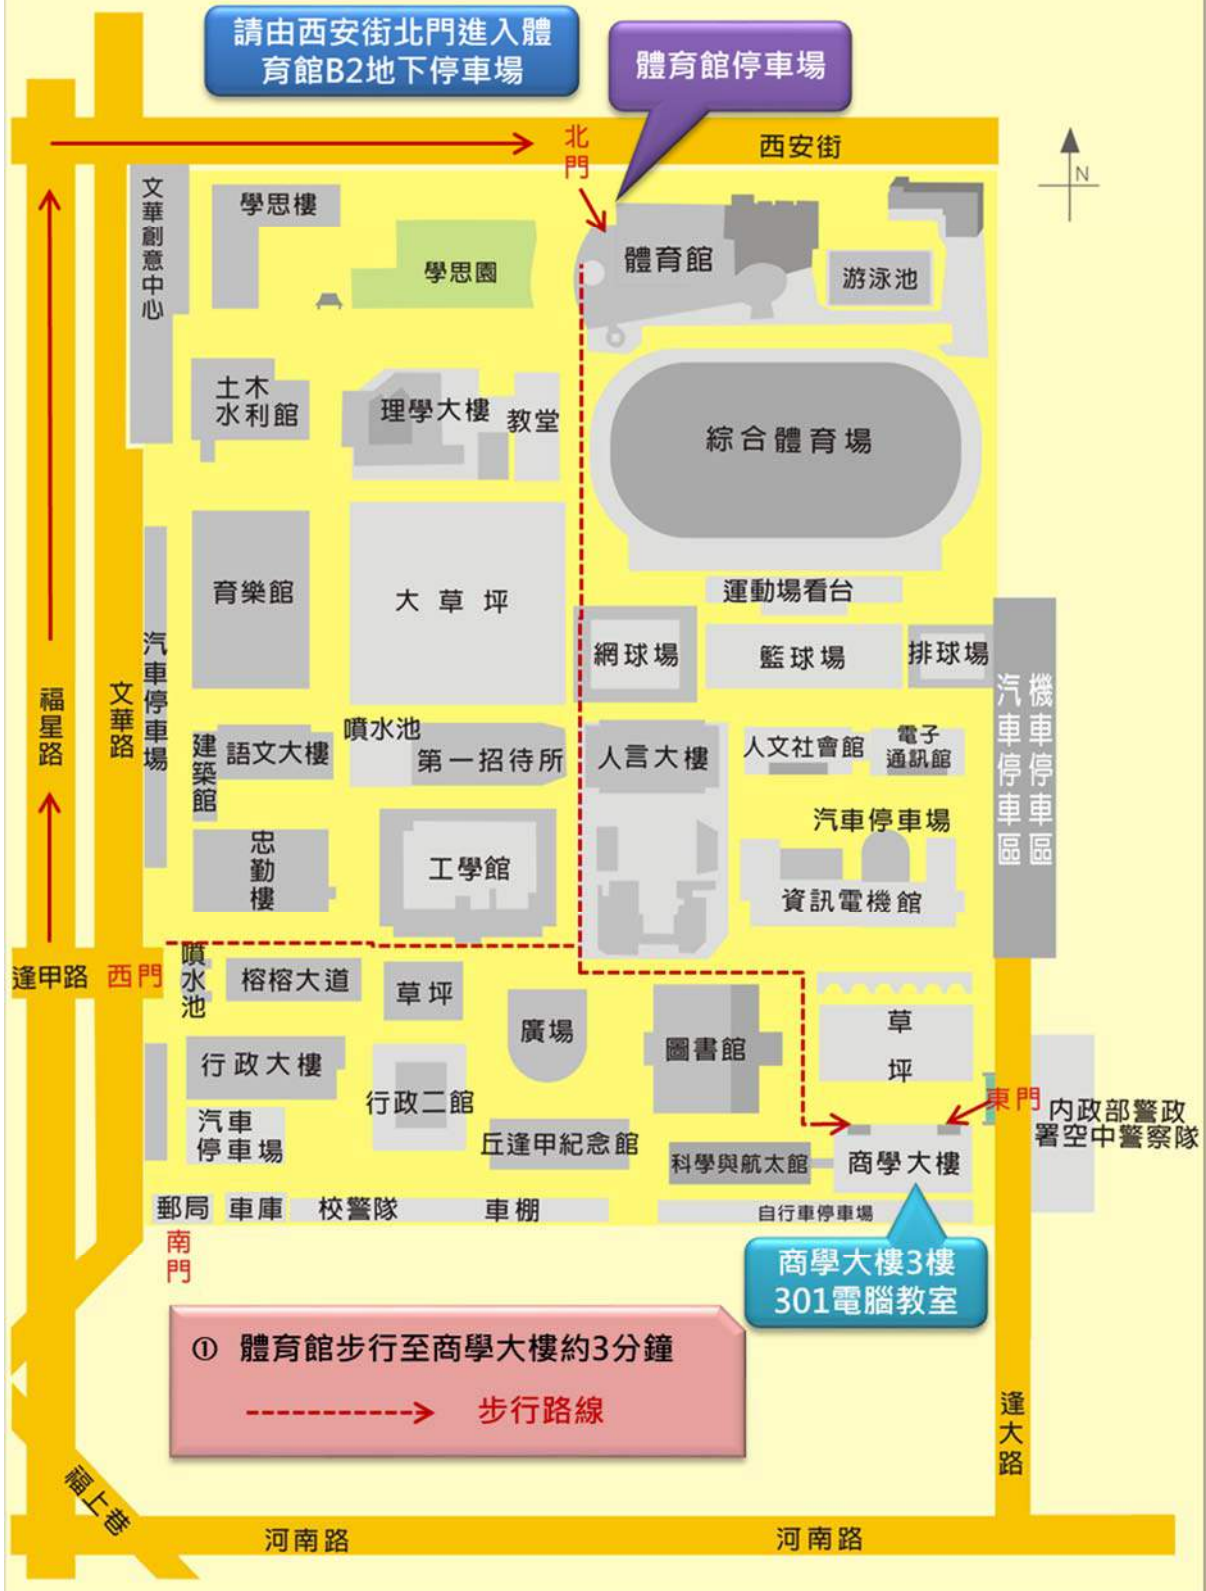 請由西安街北門進入體
育館B2地下停車場
體育館停車場
北門
西安街
N
文華創意中心
學思樓
學思園
體育館
游泳池
土木
水利館
理學大樓
教堂
綜合體育場
育樂館
大草坪
運動場看台
網球場
籃球場
排球場
汽車停車場
福星路
文華路
汽車停車區
機車停車區
建築館
語文大樓
噴水池
第一招待所
人言大樓
人文社會館
電子
通訊館
汽車停車場
忠勤樓
工學館
資訊電機館
逢甲路
西門
噴水池
榕榕大道
草坪
廣場
圖書館
草坪
行政大樓
行政二館
東門
內政部警政
署空中警察隊
汽車
停車場
丘逢甲紀念館
科學與航太館
商學大樓
郵局
車庫
校警隊
車棚
自行車停車場
南門
商學大樓3樓
301電腦教室
① 體育館步行至商學大樓約3分鐘
步行路線
逢大路
福上巷
河南路
河南路